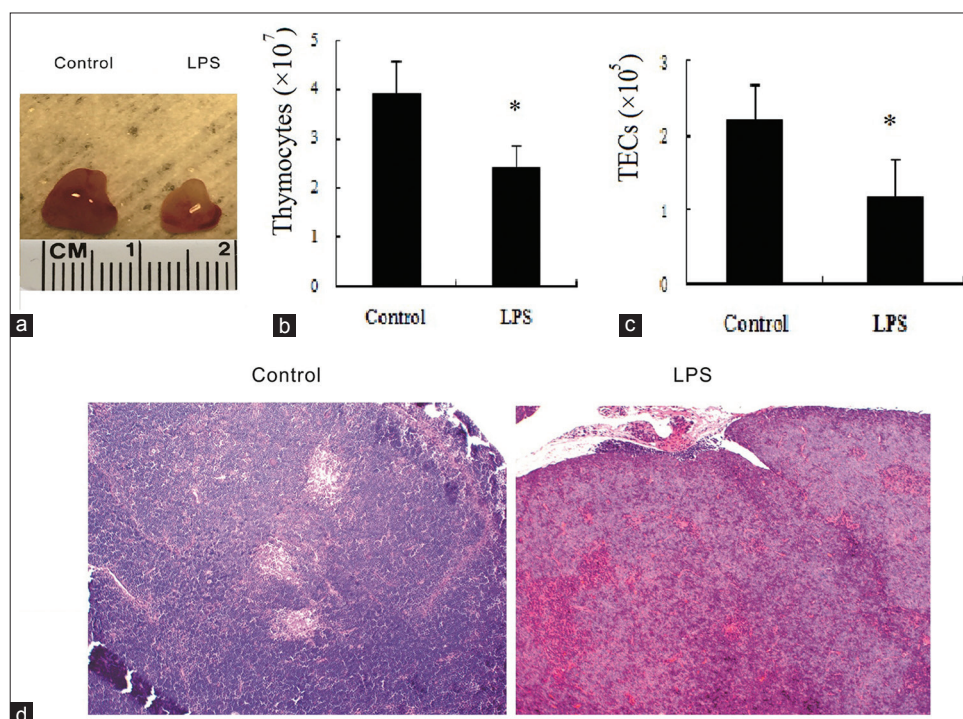 Control LPS
CM 1 2
a
Thymocytes (×10⁷)
5
4
3
2
1
0
*
Control LPS
b
TECs (×10⁵)
3
2
1
0
*
Control LPS
c
Control LPS
d